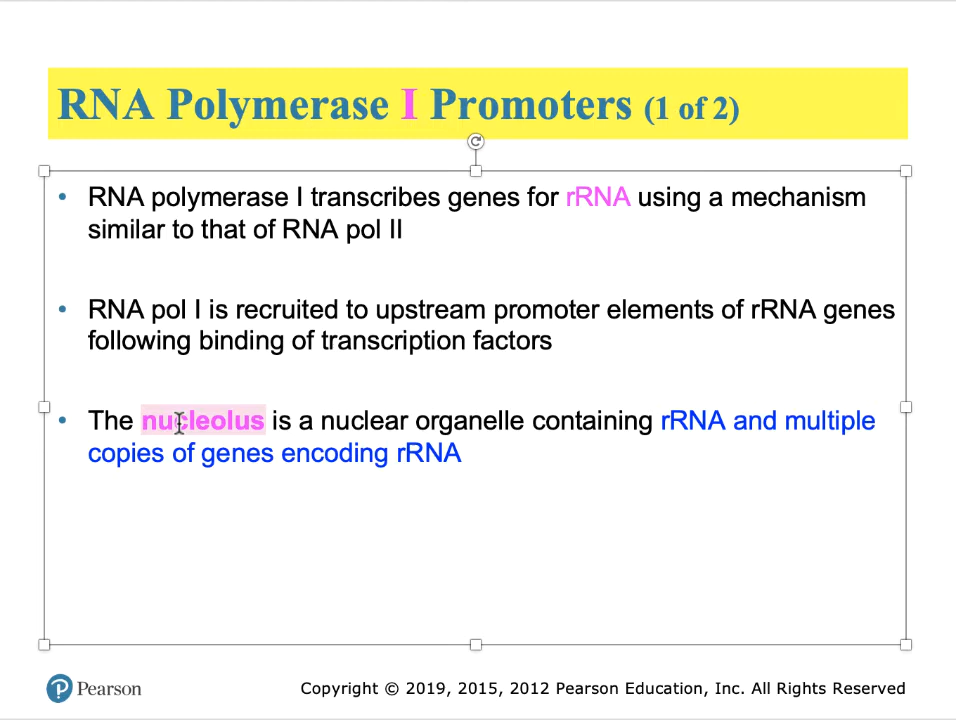 RNA Polymerase I Promoters (1 of 2)
• RNA polymerase I transcribes genes for rRNA using a mechanism
similar to that of RNA pol II
• RNA pol I is recruited to upstream promoter elements of rRNA genes
following binding of transcription factors
• The nucleolus is a nuclear organelle containing rRNA and multiple
copies of genes encoding rRNA
P Pearson
Copyright © 2019, 2015, 2012 Pearson Education, Inc. All Rights Reserved